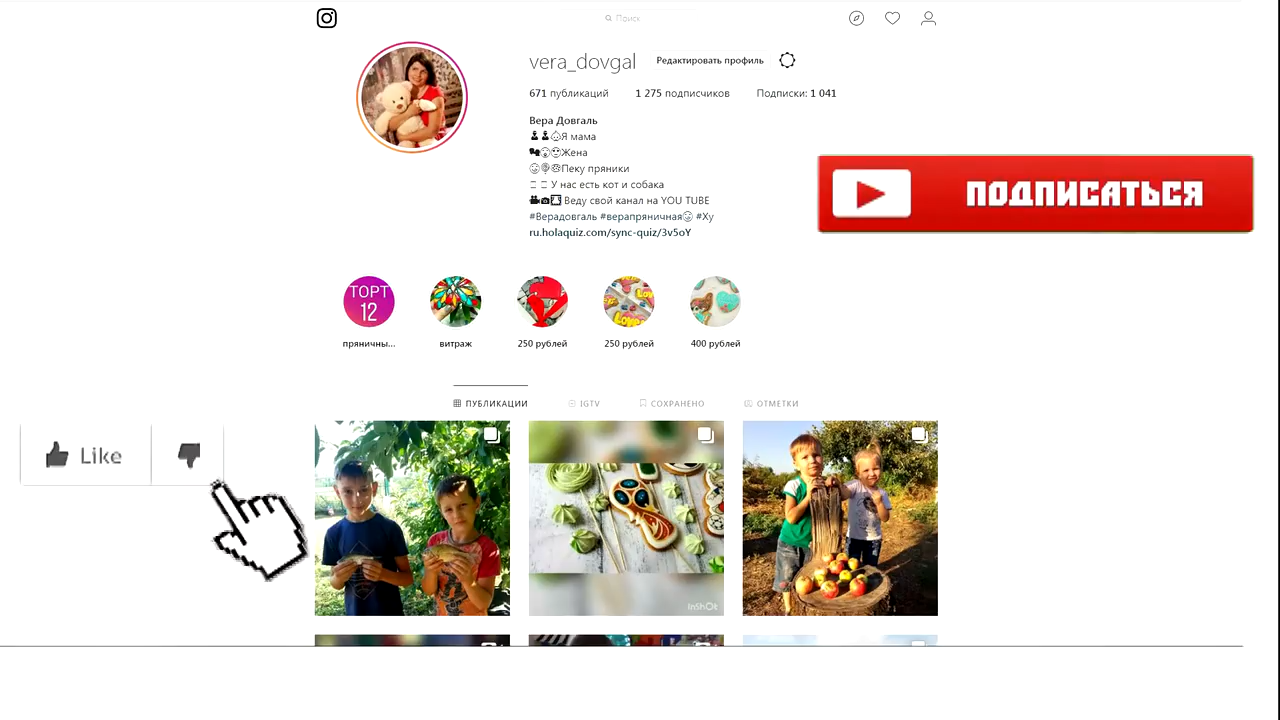 Поиск
vera_dovgal Редактировать профиль
671 публикаций 1 275 подписчиков Подписки: 1 041
Вера Довгаль
Я мама
Жена
Пеку пряники
У нас есть кот и собака
Веду свой канал на YOU TUBE
#Верадовгаль #верапряничная #Ху
ru.holaquiz.com/sync-quiz/3v5oY
ПОДПИСАТЬСЯ
ТОРТ
12
пряничны... витраж 250 рублей 250 рублей 400 рублей
ПУБЛИКАЦИИ IGTV СОХРАНЕНО ОТМЕТКИ
Like
InShOt